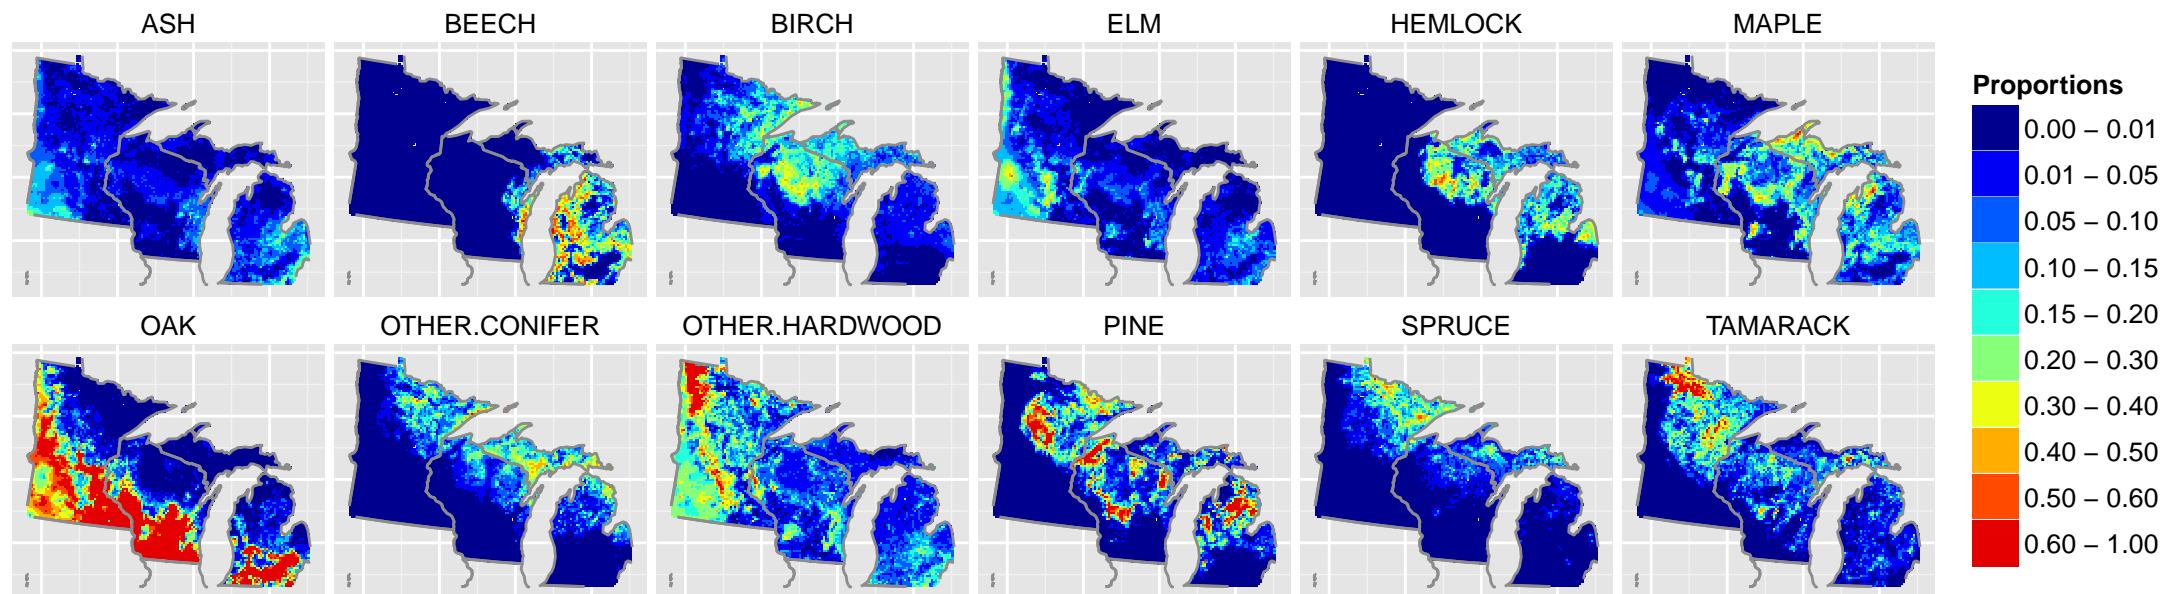 ASH BEECH BIRCH ELM HEMLOCK MAPLE
OAK OTHER.CONIFER OTHER.HARDWOOD PINE SPRUCE TAMARACK
Proportions
0.00 – 0.01
0.01 – 0.05
0.05 – 0.10
0.10 – 0.15
0.15 – 0.20
0.20 – 0.30
0.30 – 0.40
0.40 – 0.50
0.50 – 0.60
0.60 – 1.00